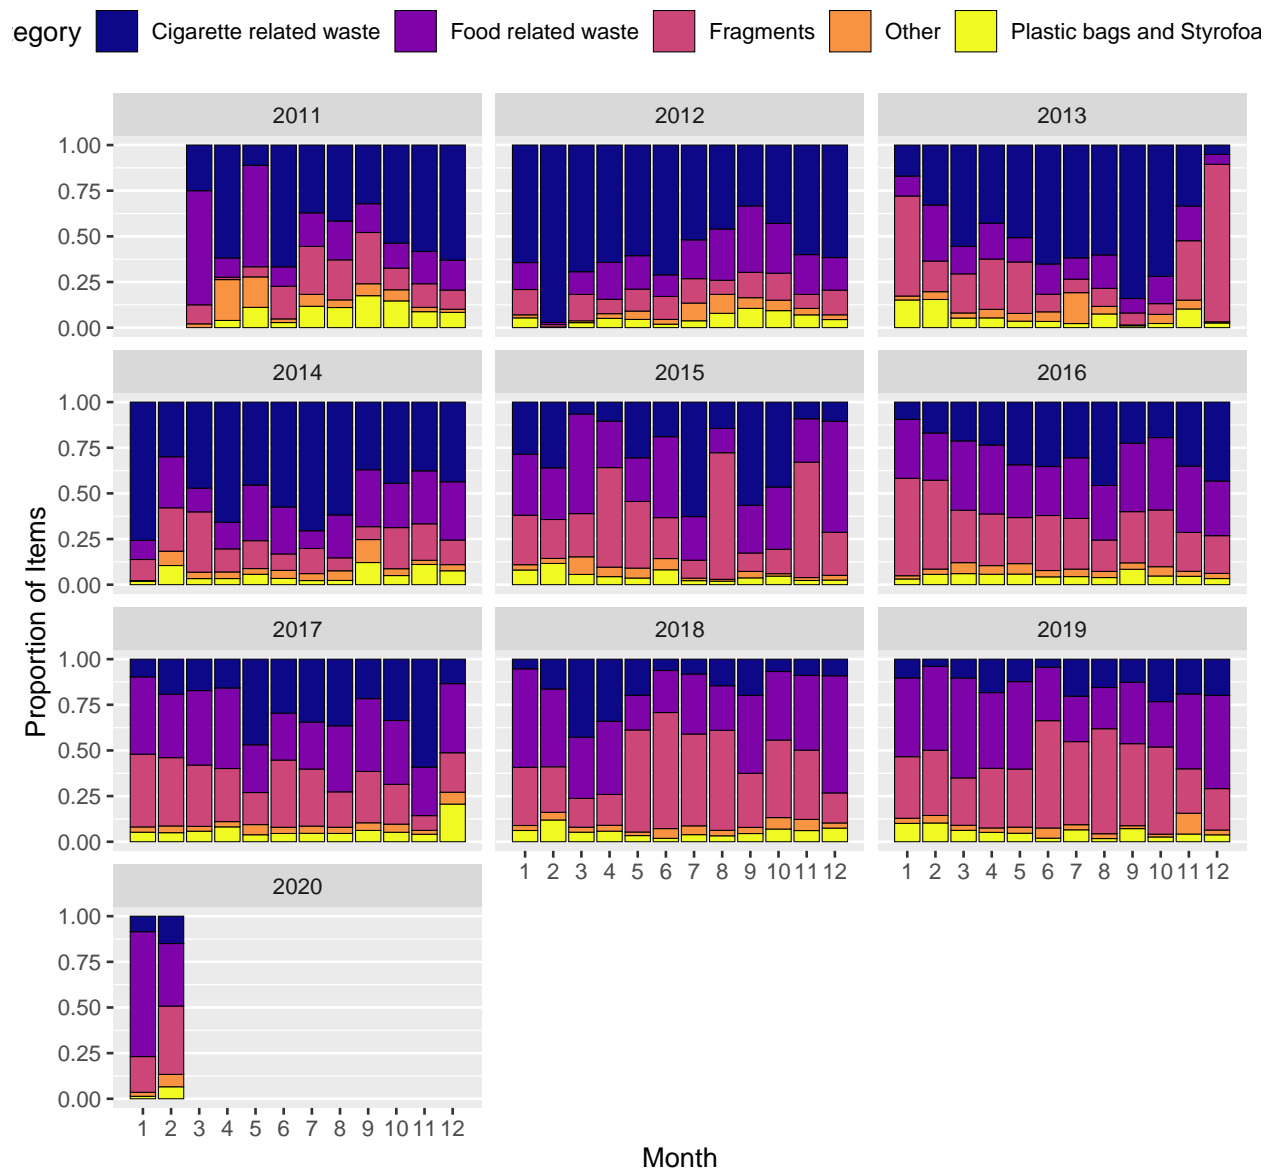 egory Cigarette related waste Food related waste Fragments Other Plastic bags and Styrofoa
2011 2012 2013
1.00
0.75
0.50
0.25
0.00
2014 2015 2016
1.00
0.75
0.50
0.25
0.00
Proportion of Items
2017 2018 2019
1.00
0.75
0.50
0.25
0.00
1 2 3 4 5 6 7 8 9 10 11 12 1 2 3 4 5 6 7 8 9 10 11 12
2020
1.00
0.75
0.50
0.25
0.00
1 2 3 4 5 6 7 8 9 10 11 12
Month